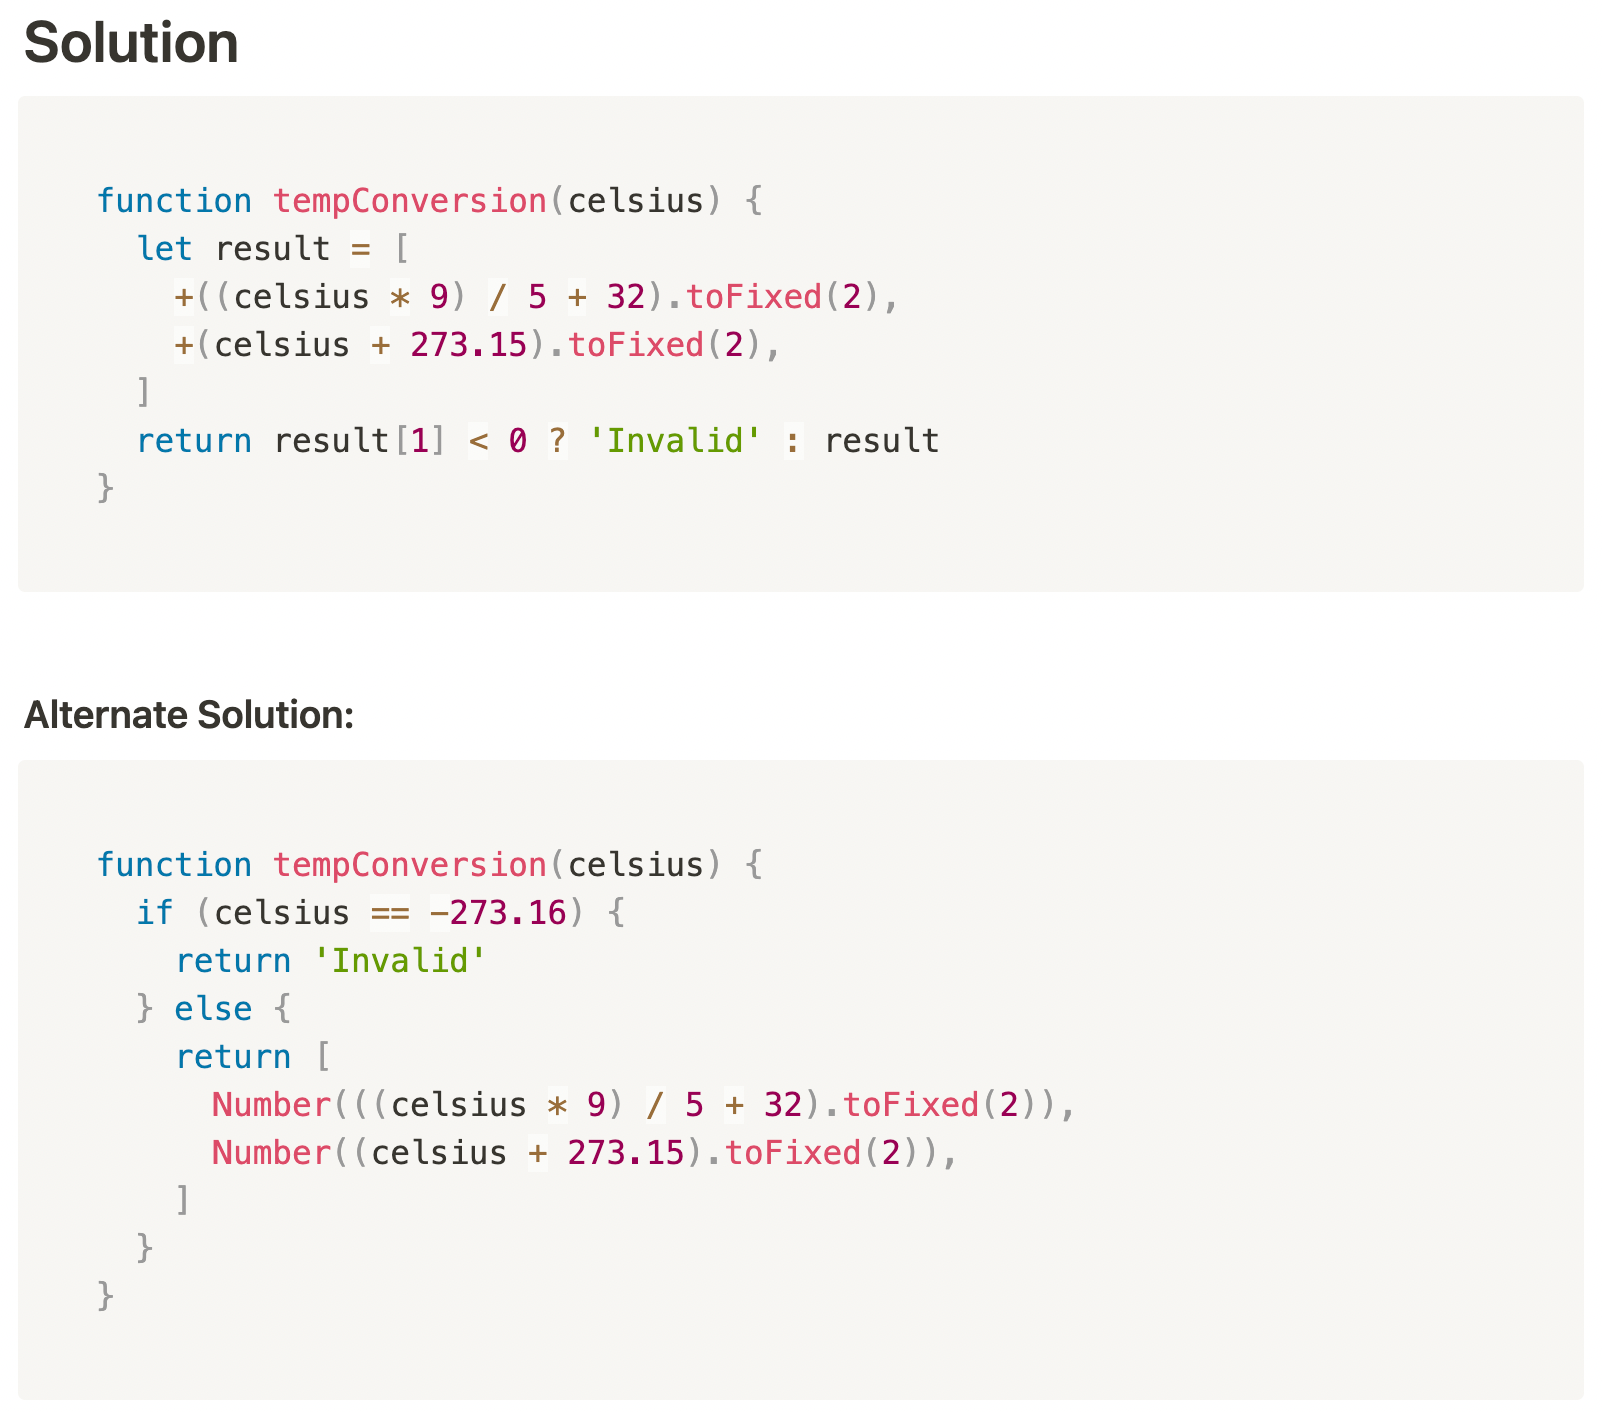 Solution
function tempConversion(celsius) {
  let result = [
    +((celsius * 9) / 5 + 32).toFixed(2),
    +(celsius + 273.15).toFixed(2),
  ]
  return result[1] < 0 ? 'Invalid' : result
}
Alternate Solution:
function tempConversion(celsius) {
  if (celsius == -273.16) {
    return 'Invalid'
  } else {
    return [
      Number(((celsius * 9) / 5 + 32).toFixed(2)),
      Number((celsius + 273.15).toFixed(2)),
    ]
  }
}